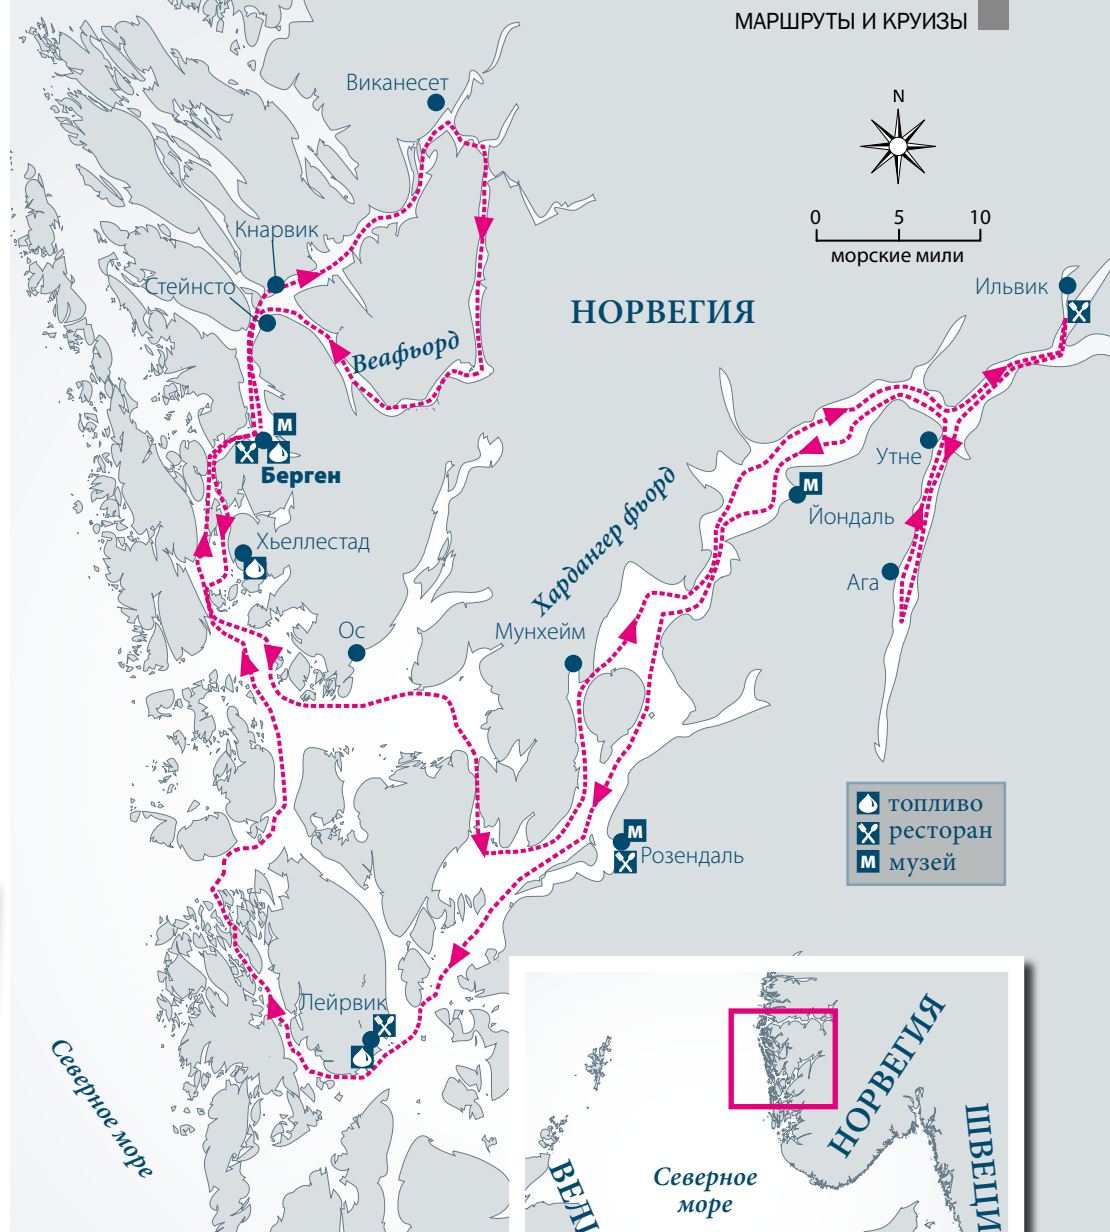 МАРШРУТЫ И КРУИЗЫ
Виканесет
N
0 5 10
морские мили
Кнарвик
Стейнсто
НОРВЕГИЯ
Ильвик
Веафьорд
М
Берген
Утне
М
Йондаль
Хьеллестад
Хардангер фьорд
Ага
Ос
Мунхейм
топливо
ресторан
М музей
М
Розендаль
Лейрвик
Северное море
НОРВЕГИЯ
ШВЕЦИ
ВЕЛИ
Северное
море